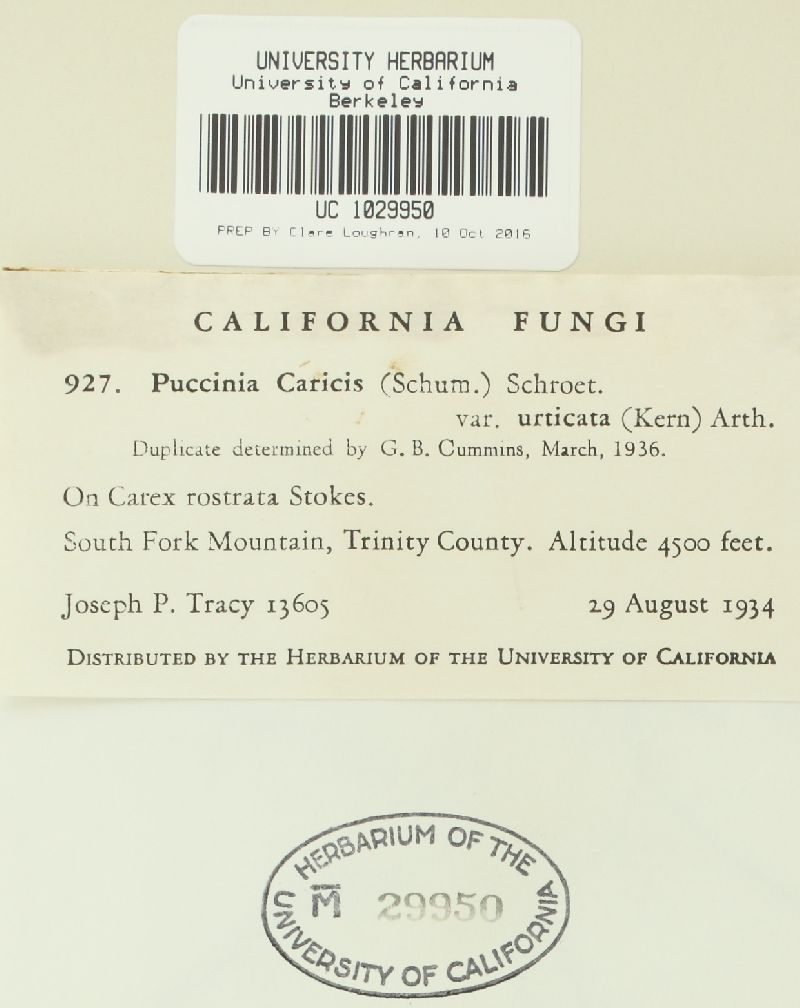 UNIVERSITY HERBARIUM
University of California
Berkeley
UC 1029950
PREP BY Clare Loughran, 10 Oct 2016
CALIFORNIA FUNGI
927. Puccinia Caricis (Schum.) Schroet.
var. urticata (Kern) Arth.
Duplicate determined by G. B. Cummins, March, 1936.
On Carex rostrata Stokes.
South Fork Mountain, Trinity County. Altitude 4500 feet.
Joseph P. Tracy 13605 29 August 1934
DISTRIBUTED BY THE HERBARIUM OF THE UNIVERSITY OF CALIFORNIA
HERBARIUM OF THE
M̅ 29950
UNIVERSITY OF CALIFORNIA